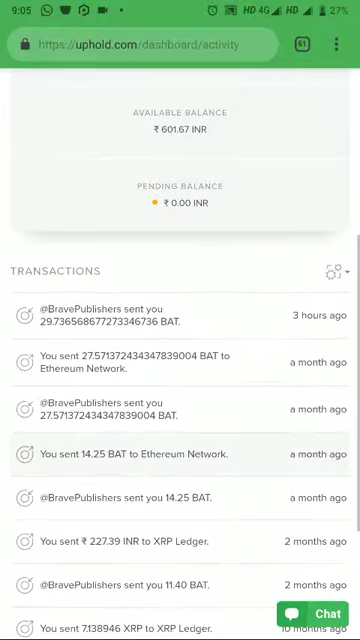 9:05 HD 4G HD 27%
https://uphold.com/dashboard/activity 61
AVAILABLE BALANCE
₹ 601.67 INR
PENDING BALANCE
₹ 0.00 INR
TRANSACTIONS
@BravePublishers sent you
29.736568677273346736 BAT.
3 hours ago
You sent 27.571372434347839004 BAT to
Ethereum Network.
a month ago
@BravePublishers sent you
27.571372434347839004 BAT.
a month ago
You sent 14.25 BAT to Ethereum Network.
a month ago
@BravePublishers sent you 14.25 BAT.
a month ago
You sent ₹ 227.39 INR to XRP Ledger.
2 months ago
@BravePublishers sent you 11.40 BAT.
2 months ago
You sent 7.138946 XRP to XRP Ledger.
months ago
Chat